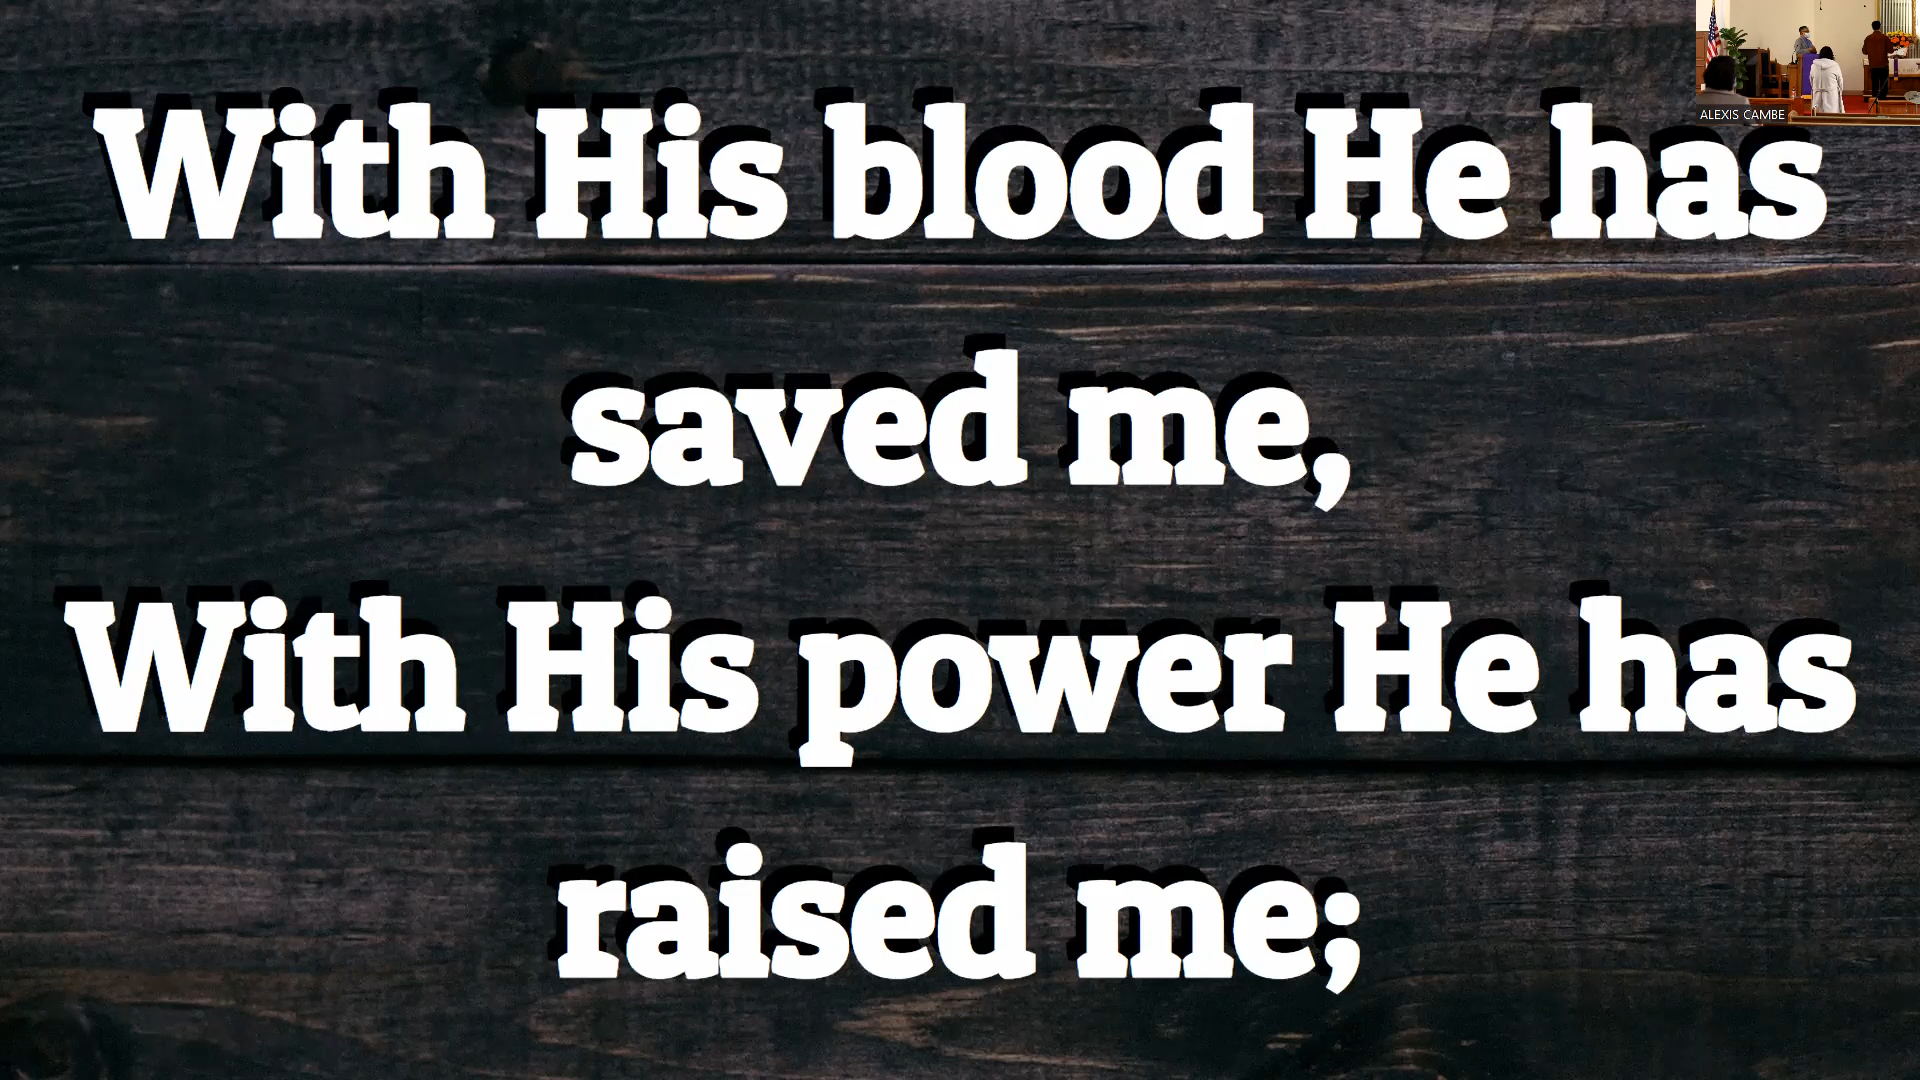 With His blood He has
saved me,
With His power He has
raised me;
ALEXIS CAMBE